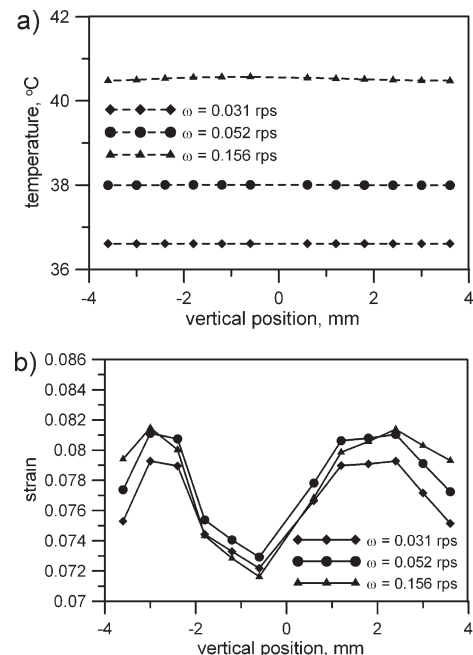 a)
42
40
38
36
temperature, °C
ω = 0.031 rps
ω = 0.052 rps
ω = 0.156 rps
-4 -2 0 2 4
vertical position, mm
b)
0.086
0.084
0.082
0.08
0.078
0.076
0.074
0.072
0.07
strain
ω = 0.031 rps
ω = 0.052 rps
ω = 0.156 rps
-4 -2 0 2 4
vertical position, mm